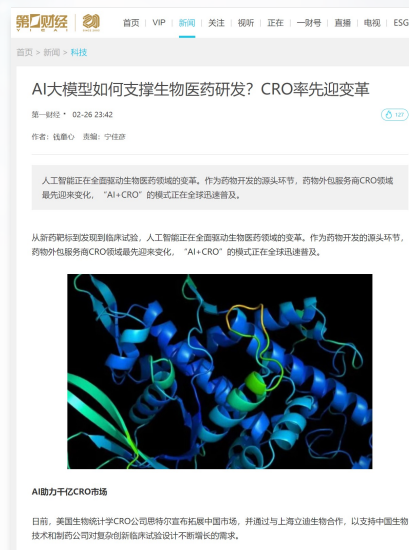 第一财经
YICAI
首页 VIP 新闻 关注 视听 正在 一财号 直播 电视 ESG
首页 > 新闻 > 科技
AI大模型如何支撑生物医药研发？CRO率先迎变革
第一财经 • 02-26 23:42
127
作者：钱童心 责编：宁佳彦
人工智能正在全面驱动生物医药领域的变革。作为药物开发的源头环节，药物外包服务商CRO领域
最先迎来变化，“AI+CRO”的模式正在全球迅速普及。
从新药靶标到发现到临床试验，人工智能正在全面驱动生物医药领域的变革。作为药物开发的源头环节，
药物外包服务商CRO领域最先迎来变化，“AI+CRO”的模式正在全球迅速普及。
AI助力千亿CRO市场
日前，美国生物统计学CRO公司思特尔宣布拓展中国市场，并通过与上海立迪生物合作，以支持中国生物
技术和制药公司对复杂创新临床试验设计不断增长的需求。